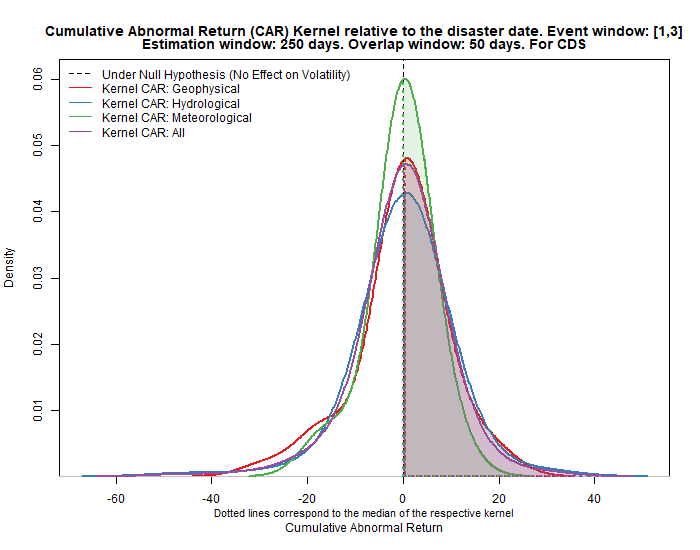 Cumulative Abnormal Return (CAR) Kernel relative to the disaster date. Event window: [1,3]
Estimation window: 250 days. Overlap window: 50 days. For CDS
Under Null Hypothesis (No Effect on Volatility)
Kernel CAR: Geophysical
Kernel CAR: Hydrological
Kernel CAR: Meteorological
Kernel CAR: All
Density
0.06
0.05
0.04
0.03
0.02
0.01
-60 -40 -20 0 20 40
Dotted lines correspond to the median of the respective kernel
Cumulative Abnormal Return